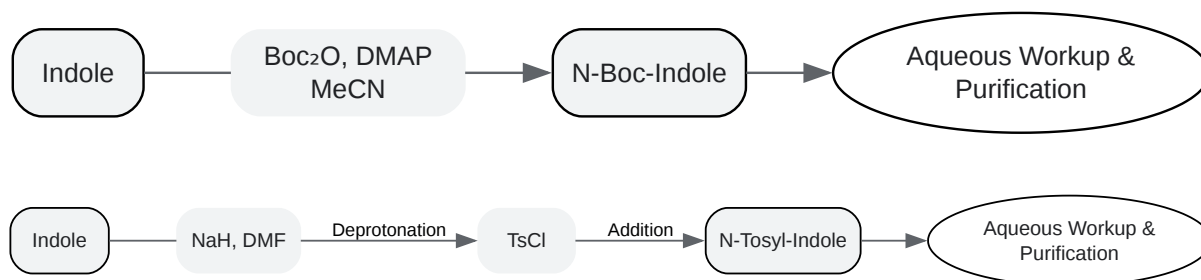 Indole
Boc₂O, DMAP
MeCN
N-Boc-Indole
Aqueous Workup &
Purification
Indole
NaH, DMF
Deprotonation
TsCl
Addition
N-Tosyl-Indole
Aqueous Workup &
Purification